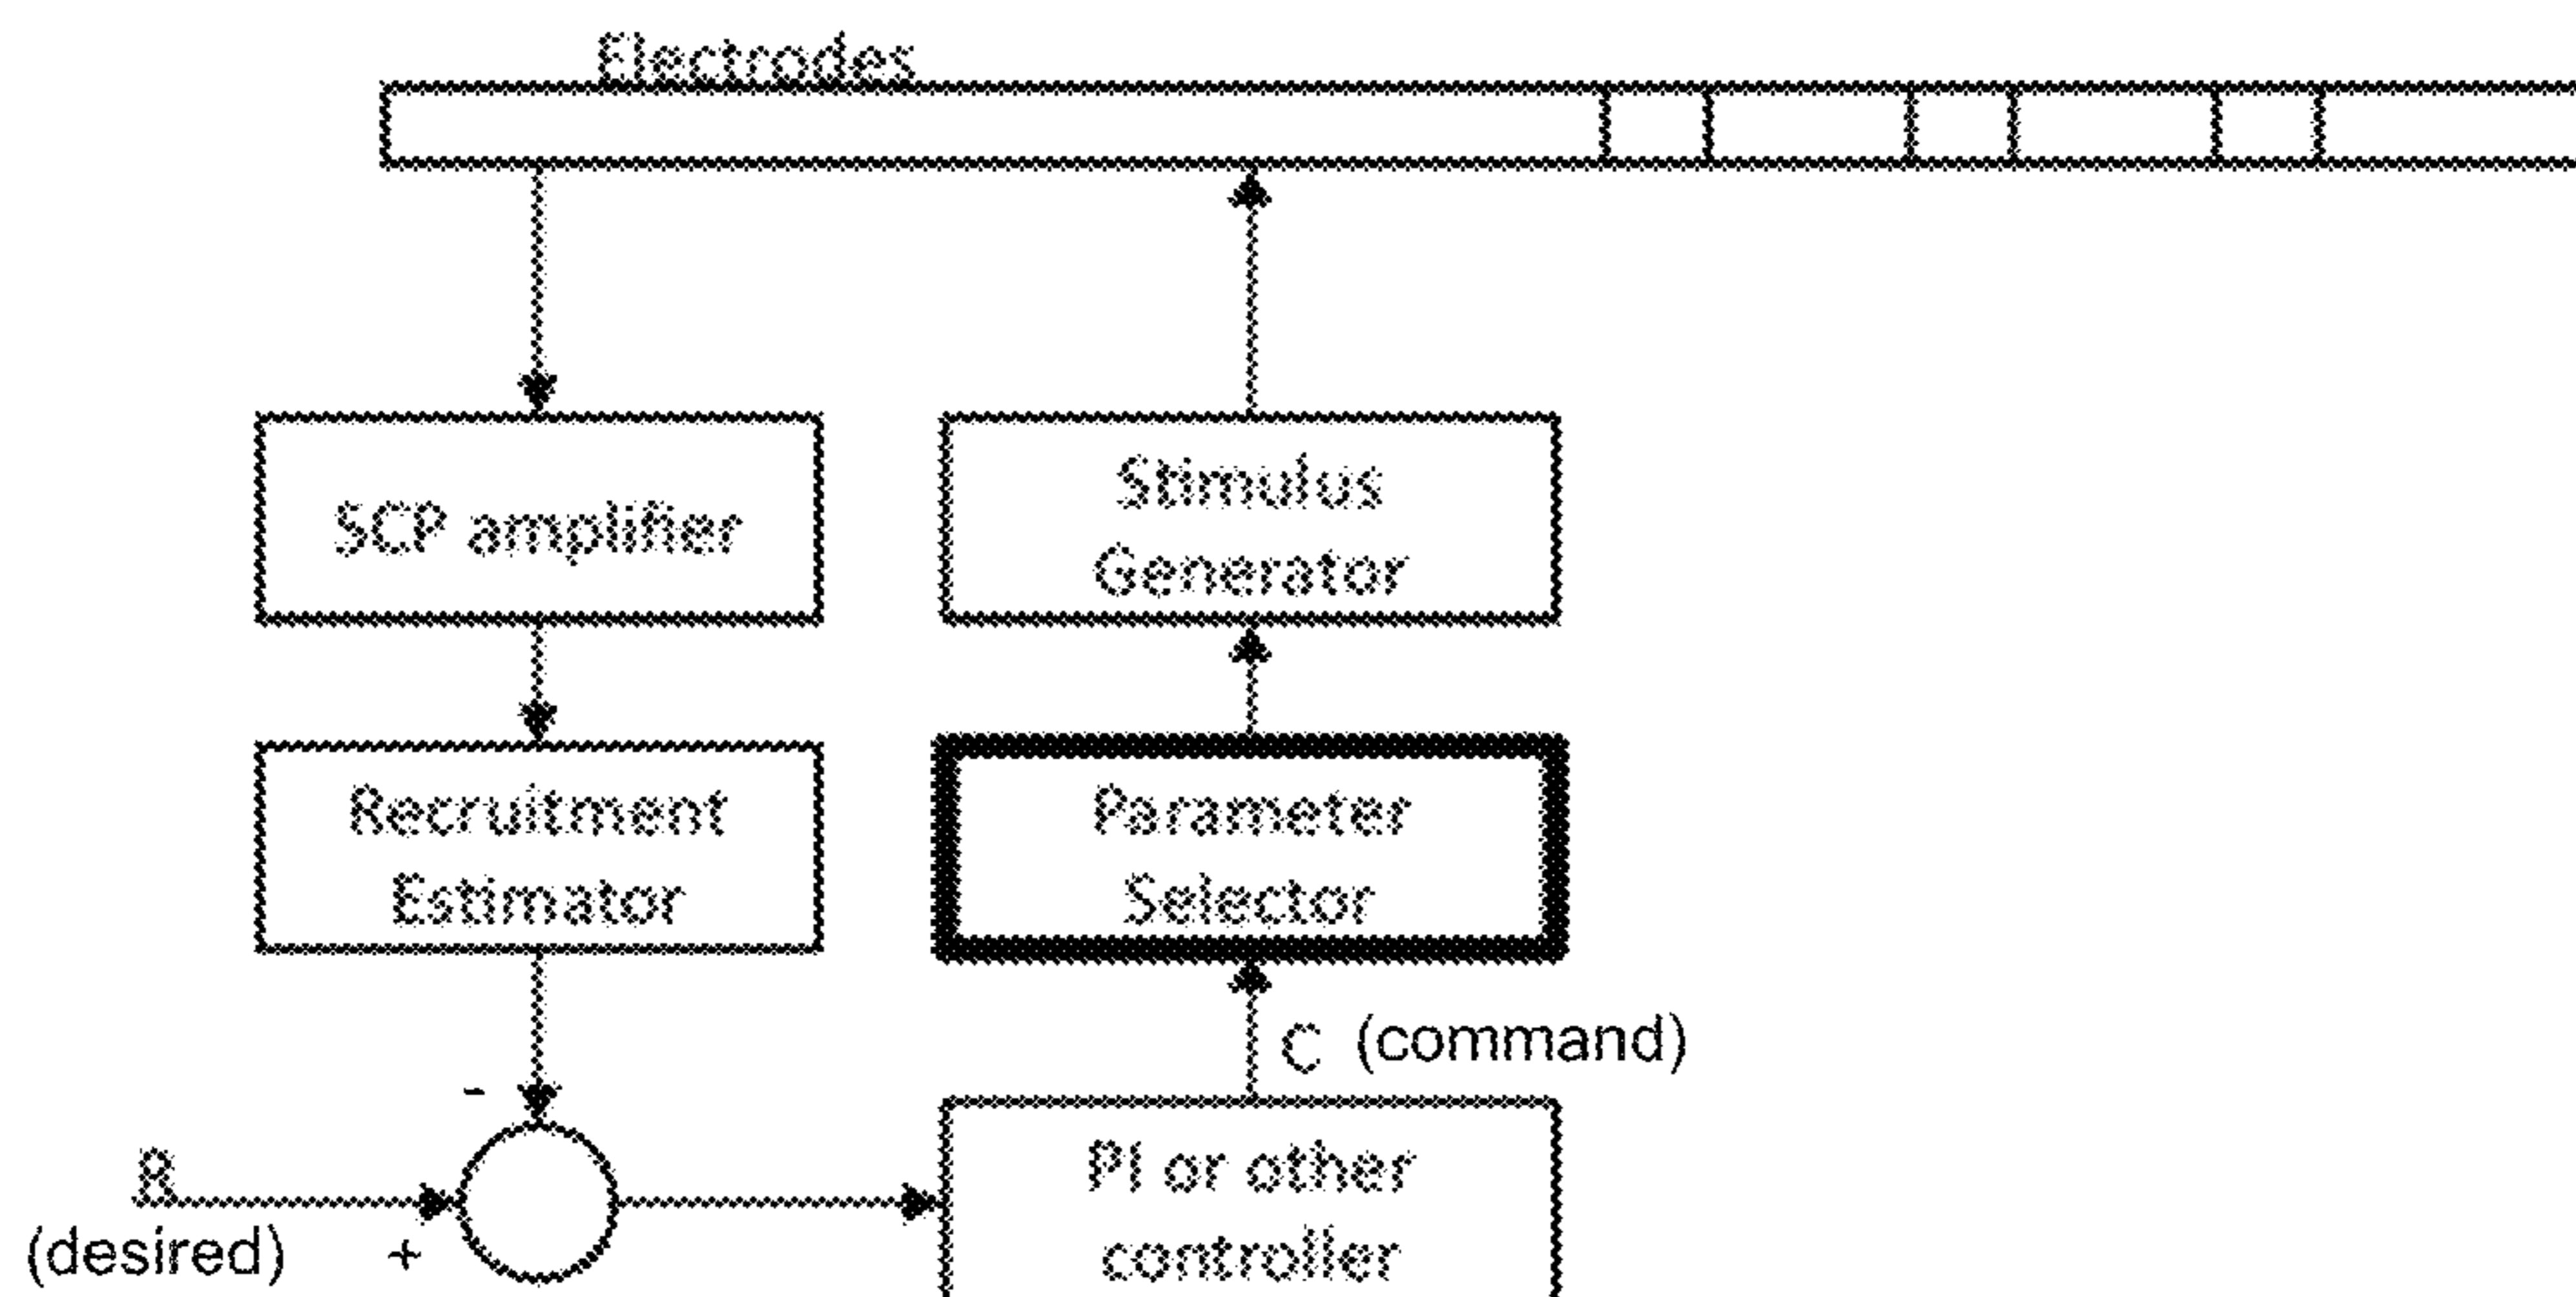 Electrodes
SCP amplifier
Stimulus
Generator
Recruitment
Estimator
Parameter
Selector
C (command)
-
R
(desired)
+
PI or other
controller